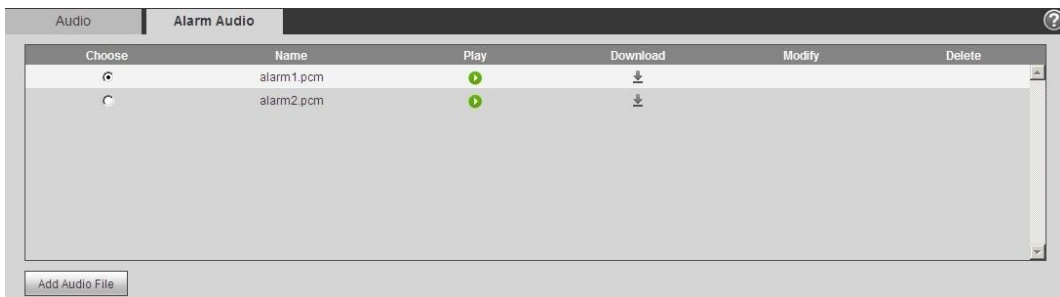 Audio Alarm Audio ?
Choose Name Play Download Modify Delete
alarm1.pcm
alarm2.pcm
Add Audio File